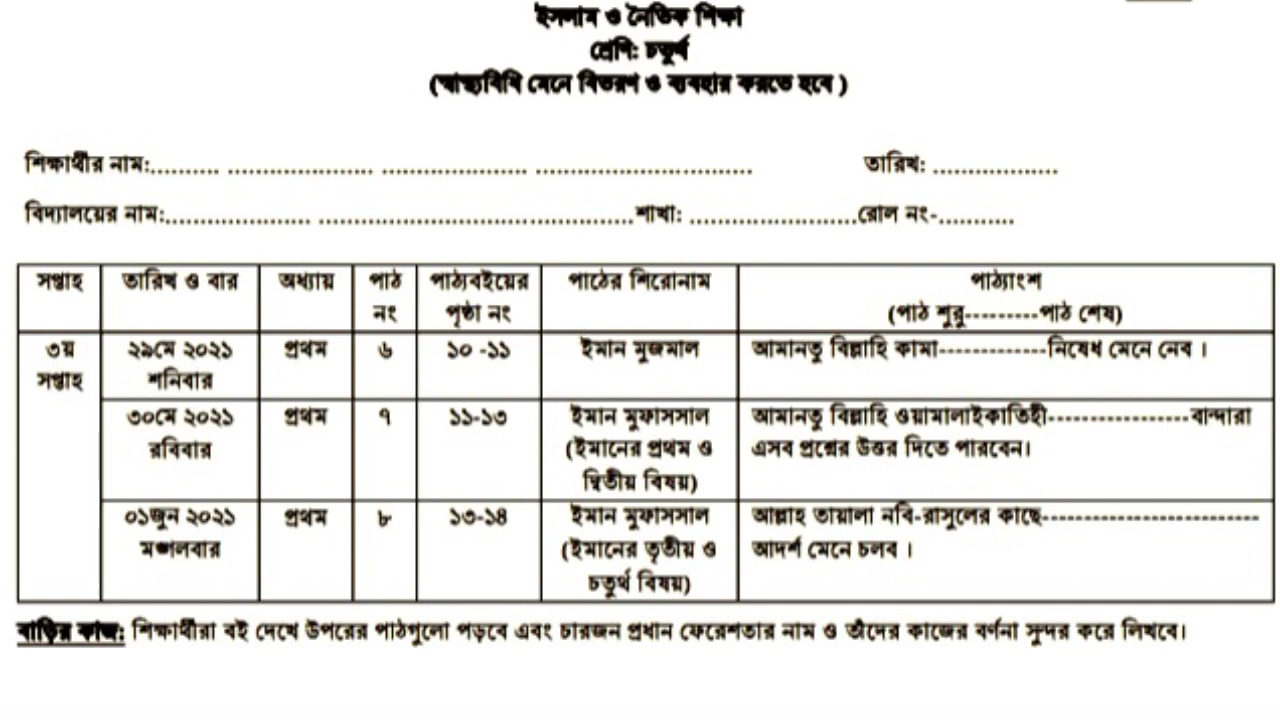 ইসলাম ও নৈতিক শিক্ষা
শ্রেণি: চতুর্থ
(স্বাস্থ্যবিধি মেনে বিতরণ ও ব্যবহার করতে হবে )
শিক্ষার্থীর নাম:......... ................... ................... ............................. তারিখ: ..................
বিদ্যালয়ের নাম:................... ..........................................শাখা: ........................রোল নং-...........
সপ্তাহ তারিখ ও বার অধ্যায় পাঠ নং পাঠ্যবইয়ের পৃষ্ঠা নং পাঠের শিরোনাম পাঠ্যাংশ
(পাঠ শুরু---------পাঠ শেষ)
৩য় সপ্তাহ ২৯মে ২০২১ শনিবার প্রথম ৬ ১০ -১১ ইমান মুজমাল আমানতু বিল্লাহি কামা-------------নিষেধ মেনে নেব ।
৩০মে ২০২১ রবিবার প্রথম ৭ ১১-১৩ ইমান মুফাসসাল (ইমানের প্রথম ও দ্বিতীয় বিষয়) আমানতু বিল্লাহি ওয়ামালাইকাতিহী-----------------বান্দারা এসব প্রশ্নের উত্তর দিতে পারবেন।
০১জুন ২০২১ মঙ্গলবার প্রথম ৮ ১৩-১৪ ইমান মুফাসসাল (ইমানের তৃতীয় ও চতুর্থ বিষয়) আল্লাহ তায়ালা নবি-রাসুলের কাছে--------------------------- আদর্শ মেনে চলব ।
বাড়ির কাজ: শিক্ষার্থীরা বই দেখে উপরের পাঠগুলো পড়বে এবং চারজন প্রধান ফেরেশতার নাম ও তাঁদের কাজের বর্ণনা সুন্দর করে লিখবে।